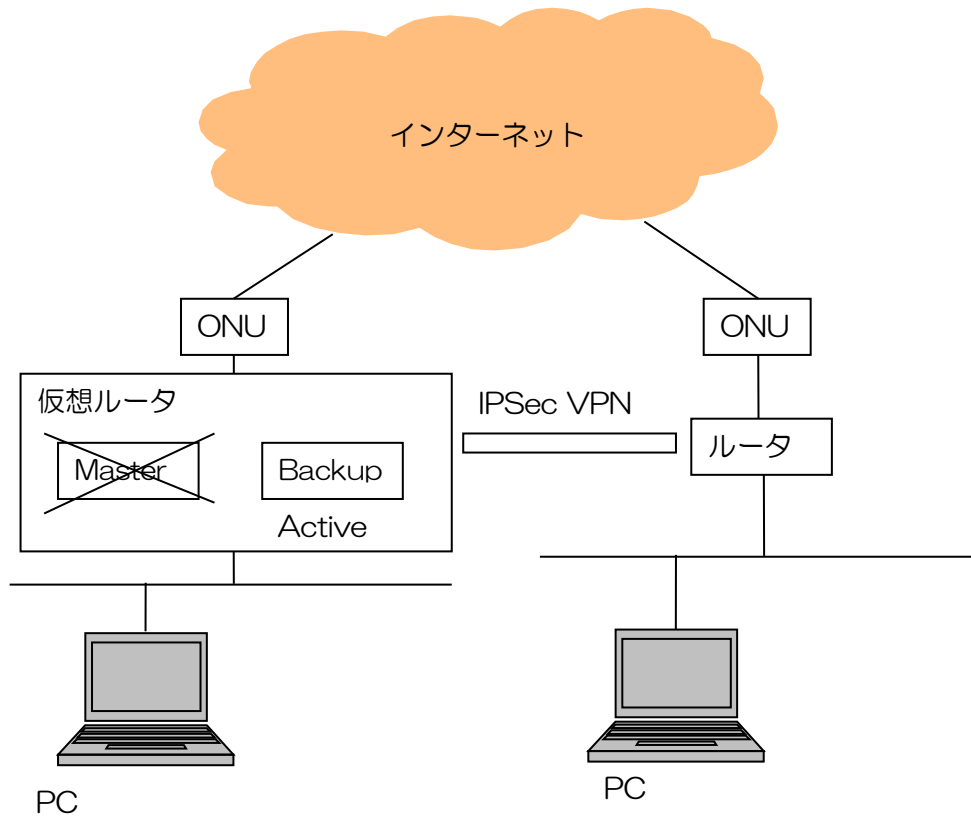 インターネット
ONU
ONU
仮想ルータ
IPSec VPN
ルータ
Master
Backup
Active
PC
PC